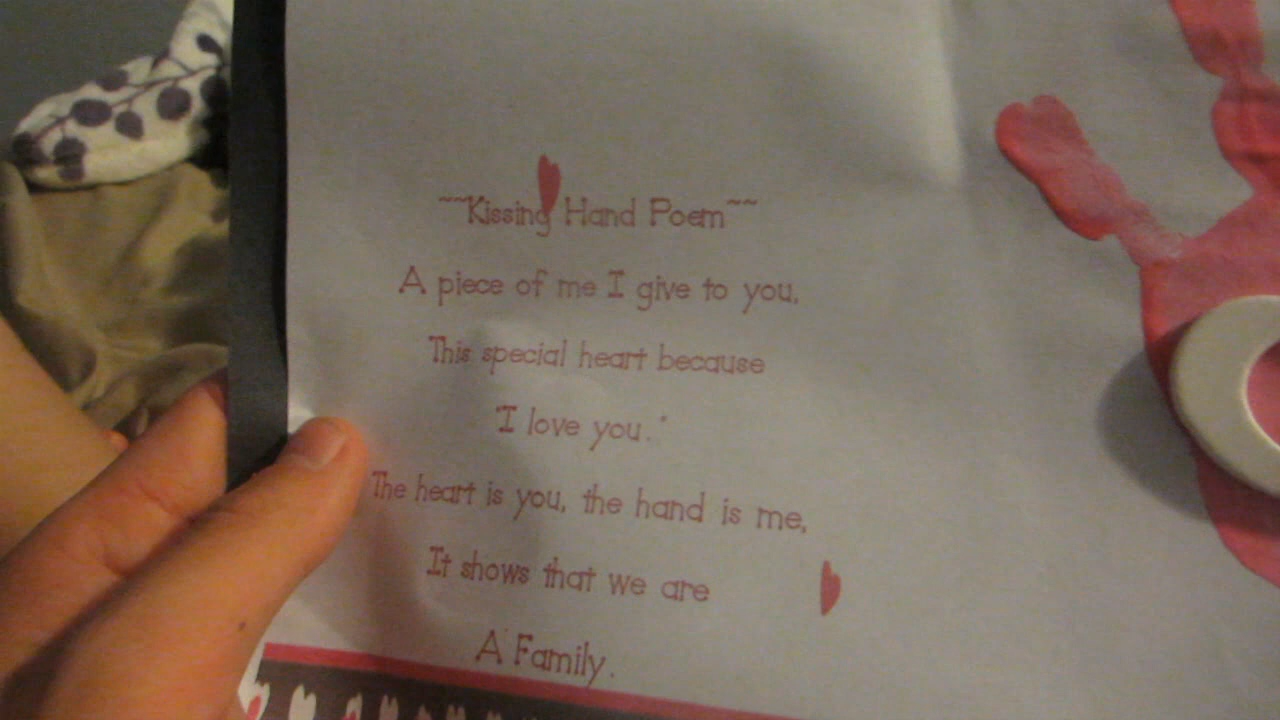 ~~Kissing Hand Poem~~
A piece of me I give to you,
This special heart because
"I love you."
The heart is you, the hand is me,
It shows that we are
A Family.